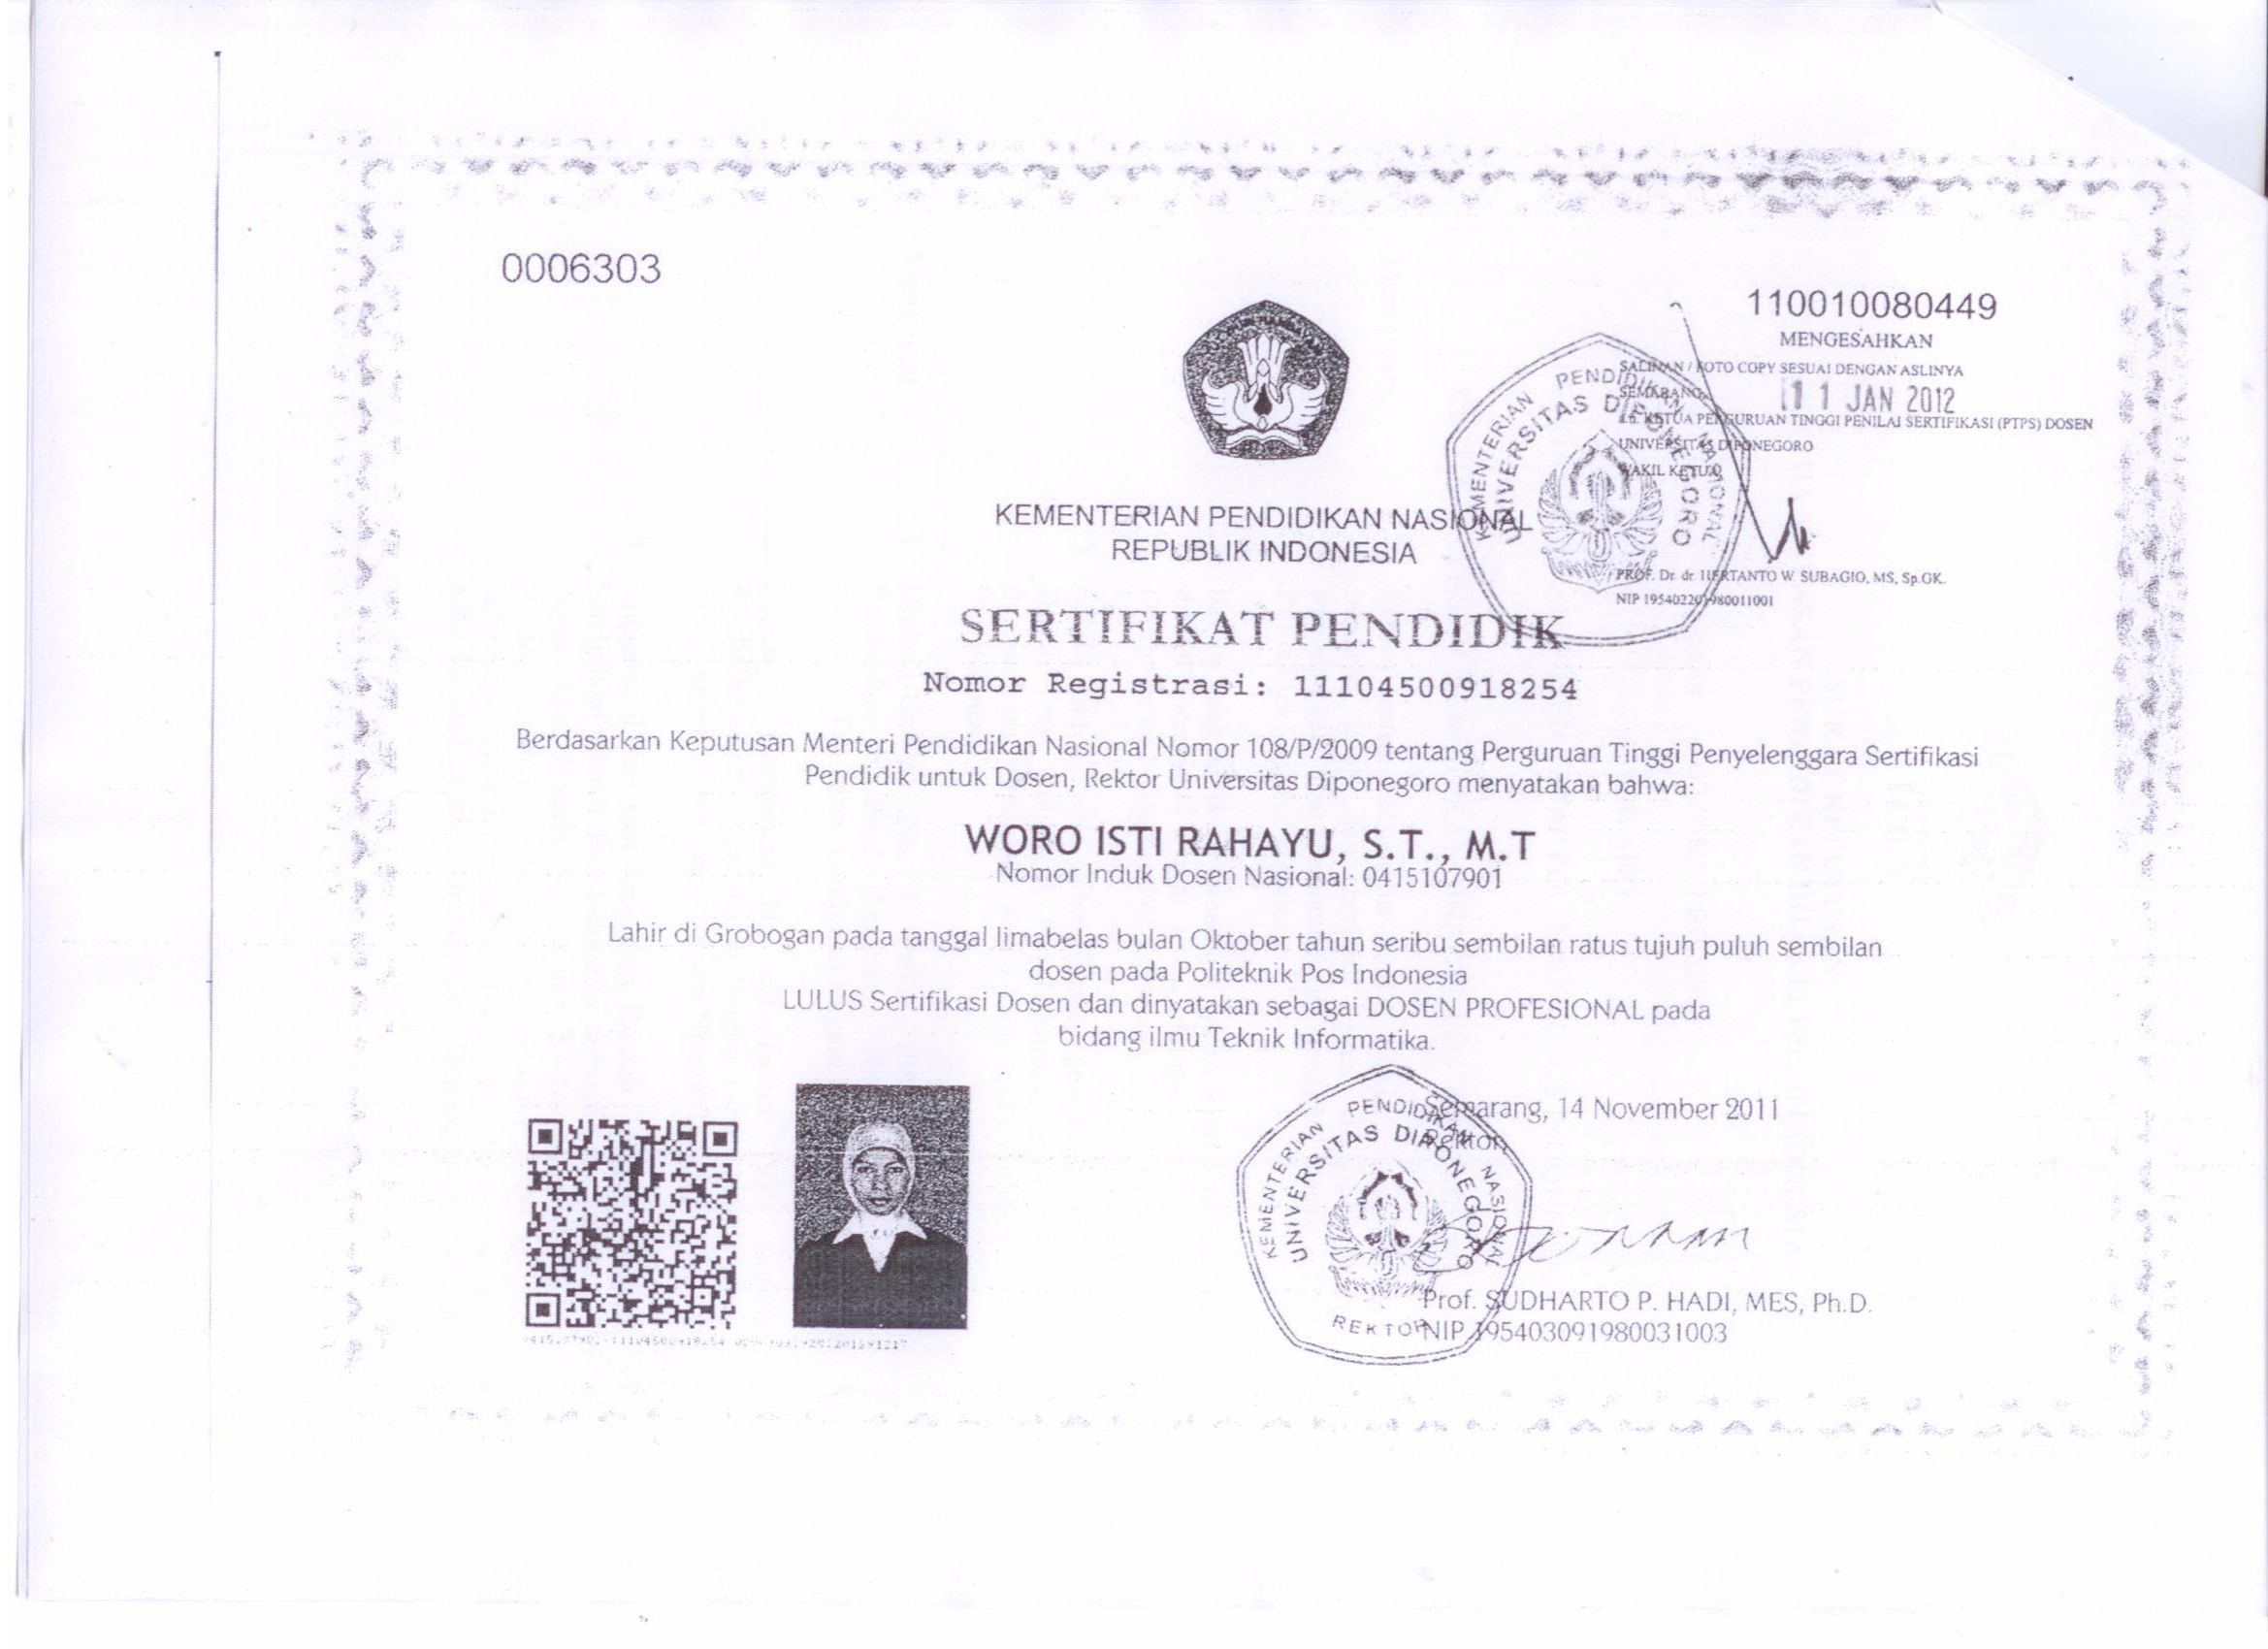 0006303
110010080449
MENGESAHKAN
SALINAN / FOTO COPY SESUAI DENGAN ASLINYA
SEMARANG,
11 JAN 2012
KETUA PERGURUAN TINGGI PENILAI SERTIFIKASI (PTPS) DOSEN
UNIVERSITAS DIPONEGORO
WAKIL KETUA
KEMENTERIAN PENDIDIKAN NASIONAL
UNIVERSITAS DIPONEGORO
PROF. Dr. dr. HERTANTO W. SUBAGIO, MS, Sp.GK.
KEMENTERIAN PENDIDIKAN NASIONAL
REPUBLIK INDONESIA
SERTIFIKAT PENDIDIK
Nomor Registrasi: 11104500918254
Berdasarkan Keputusan Menteri Pendidikan Nasional Nomor 108/P/2009 tentang Perguruan Tinggi Penyelenggara Sertifikasi
Pendidik untuk Dosen, Rektor Universitas Diponegoro menyatakan bahwa:
WORO ISTI RAHAYU, S.T., M.T
Nomor Induk Dosen Nasional: 0415107901
Lahir di Grobogan pada tanggal limabelas bulan Oktober tahun seribu sembilan ratus tujuh puluh sembilan
dosen pada Politeknik Pos Indonesia
LULUS Sertifikasi Dosen dan dinyatakan sebagai DOSEN PROFESIONAL pada
bidang ilmu Teknik Informatika.
Semarang, 14 November 2011
Rektor
KEMENTERIAN PENDIDIKAN NASIONAL
UNIVERSITAS DIPONEGORO
REKTOR
Prof. SUDHARTO P. HADI, MES, Ph.D.
NIP 195403091980031003